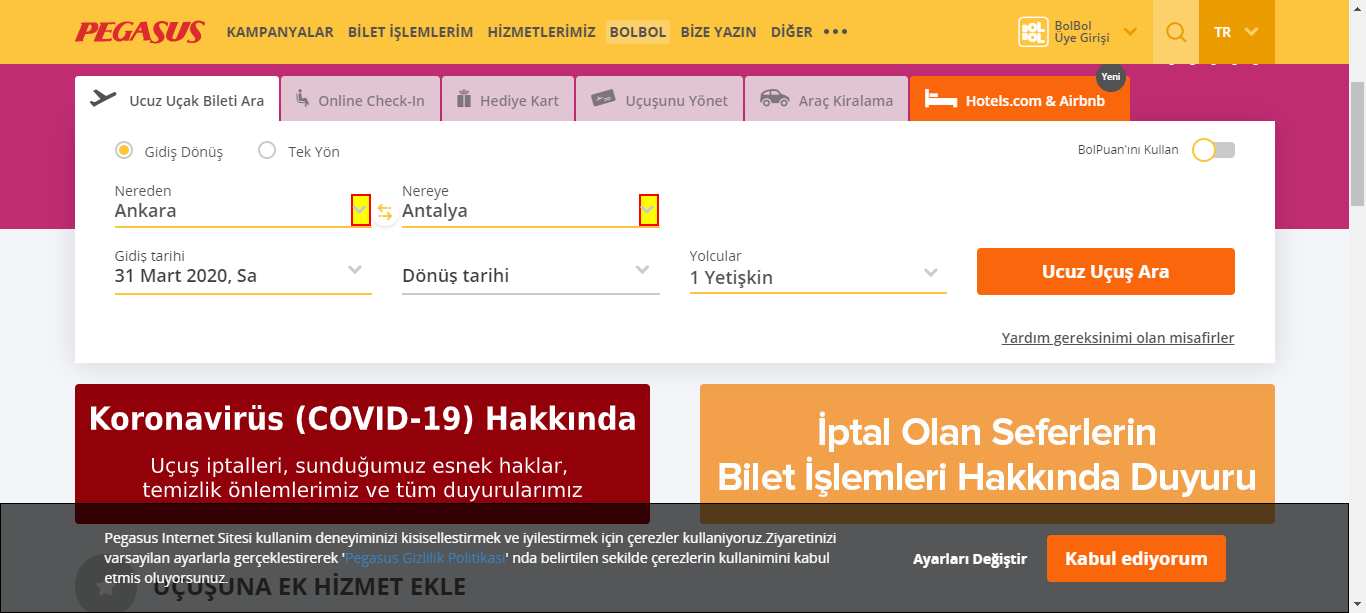 PEGASUS
KAMPANYALAR BİLET İŞLEMLERİM HİZMETLERİMİZ BOLBOL BİZE YAZIN DİĞER
BOL BOL
BolBol
Üye Girişi
TR
Ucuz Uçak Bileti Ara
Online Check-In
Hediye Kart
Uçuşunu Yönet
Araç Kiralama
Hotels.com & Airbnb
Yeni
Gidiş Dönüş
Tek Yön
BolPuan'ını Kullan
Nereden
Ankara
Nereye
Antalya
Gidiş tarihi
31 Mart 2020, Sa
Dönüş tarihi
Yolcular
1 Yetişkin
Ucuz Uçuş Ara
Yardım gereksinimi olan misafirler
Koronavirüs (COVID-19) Hakkında
Uçuş iptalleri, sunduğumuz esnek haklar,
temizlik önlemlerimiz ve tüm duyurularımız
İptal Olan Seferlerin
Bilet İşlemleri Hakkında Duyuru
Pegasus Internet Sitesi kullanim deneyiminizi kisisellestirmek ve iyilestirmek için çerezler kullaniyoruz.Ziyaretinizi
varsayilan ayarlarla gerçeklestirerek 'Pegasus Gizlilik Politikasi' nda belirtilen sekilde çerezlerin kullanimini kabul
etmis oluyorsunuz.
Ayarları Değiştir
Kabul ediyorum
UÇUŞUNA EK HİZMET EKLE